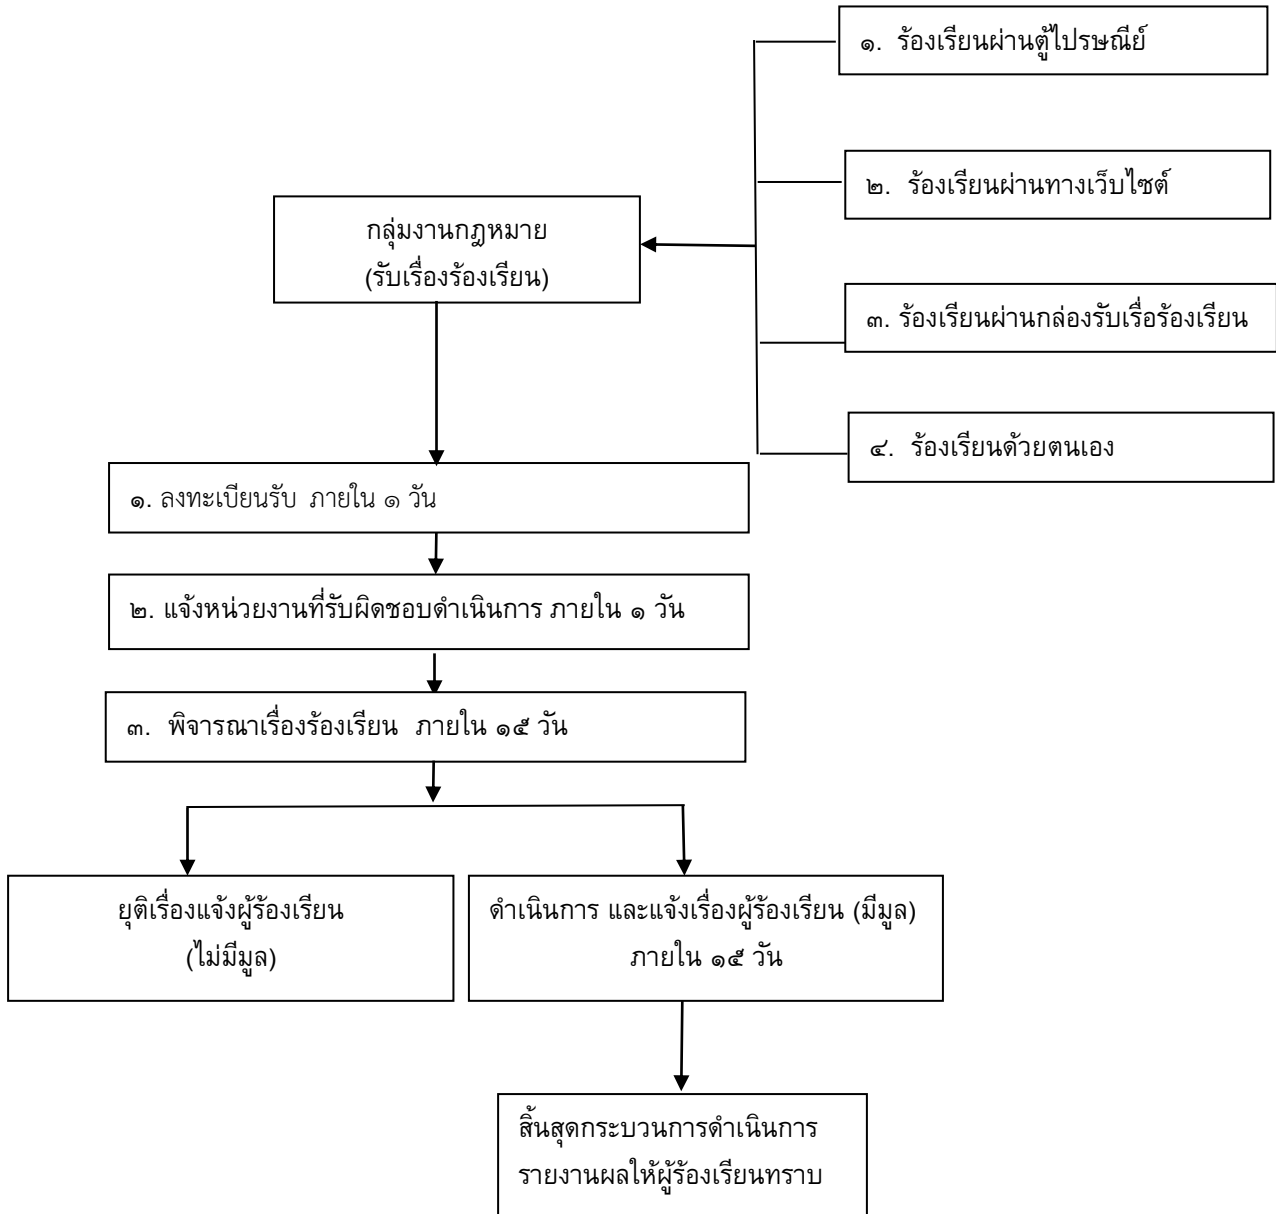 ๑. ร้องเรียนผ่านตู้ไปรษณีย์
๒. ร้องเรียนผ่านทางเว็บไซต์
กลุ่มงานกฎหมาย
(รับเรื่องร้องเรียน)
๓. ร้องเรียนผ่านกล่องรับเรื่อร้องเรียน
๔. ร้องเรียนด้วยตนเอง
๑. ลงทะเบียนรับ ภายใน ๑ วัน
๒. แจ้งหน่วยงานที่รับผิดชอบดำเนินการ ภายใน ๑ วัน
๓. พิจารณาเรื่องร้องเรียน ภายใน ๑๕ วัน
ยุติเรื่องแจ้งผู้ร้องเรียน
(ไม่มีมูล)
ดำเนินการ และแจ้งเรื่องผู้ร้องเรียน (มีมูล)
ภายใน ๑๕ วัน
สิ้นสุดกระบวนการดำเนินการ
รายงานผลให้ผู้ร้องเรียนทราบ